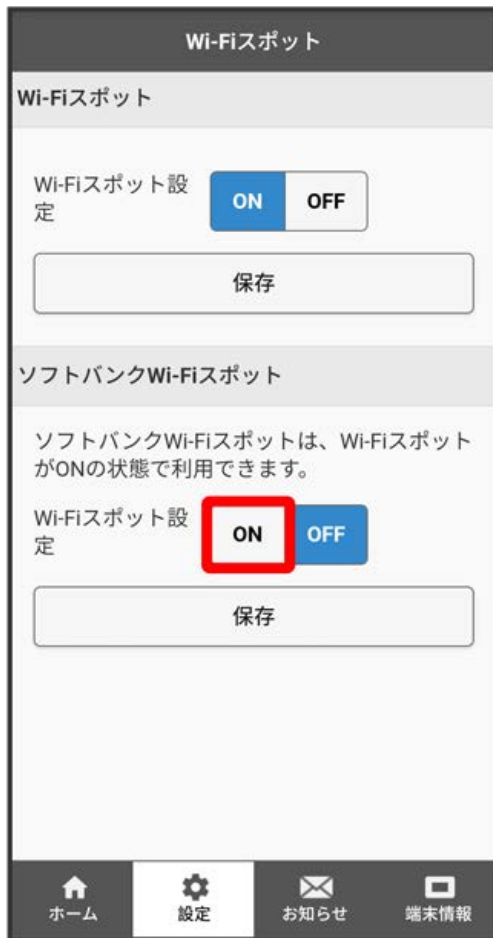 Wi-Fiスポット
Wi-Fiスポット
Wi-Fiスポット設
定
ON OFF
保存
ソフトバンクWi-Fiスポット
ソフトバンクWi-Fiスポットは、Wi-Fiスポット
がONの状態で利用できます。
Wi-Fiスポット設
定
ON OFF
保存
ホーム 設定 お知らせ 端末情報